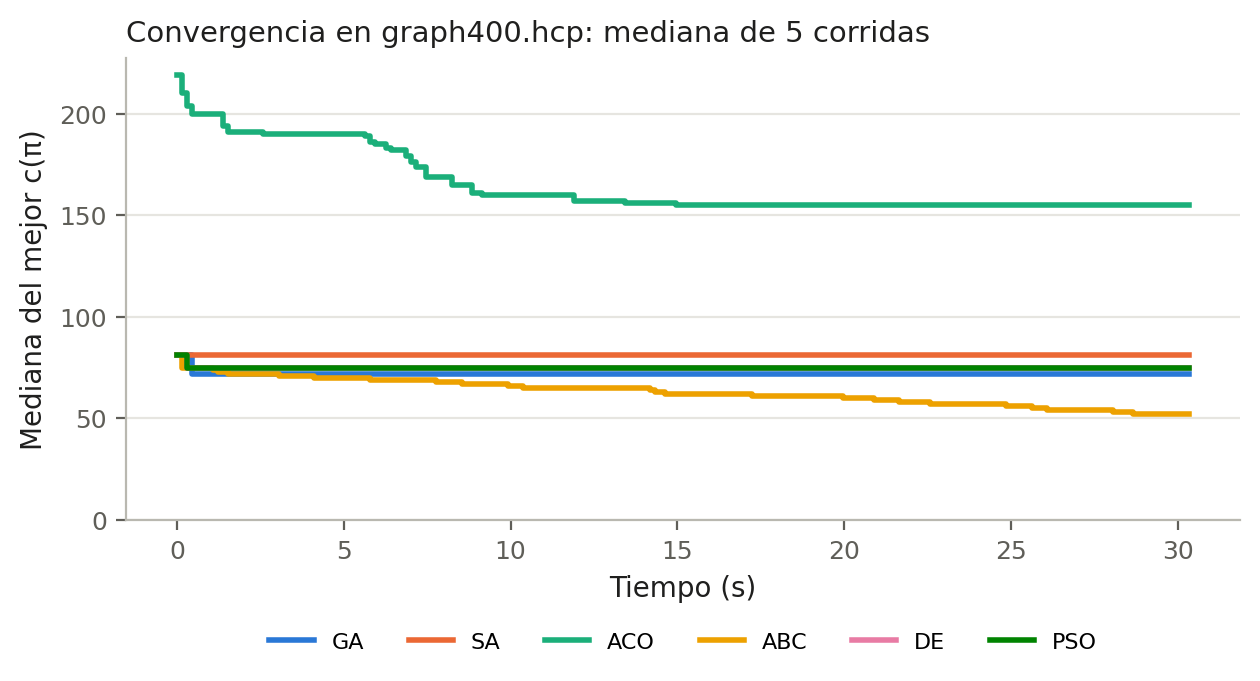 Convergencia en graph400.hcp: mediana de 5 corridas
Mediana del mejor c(π)
200
150
100
50
0
0 5 10 15 20 25 30
Tiempo (s)
GA SA ACO ABC DE PSO